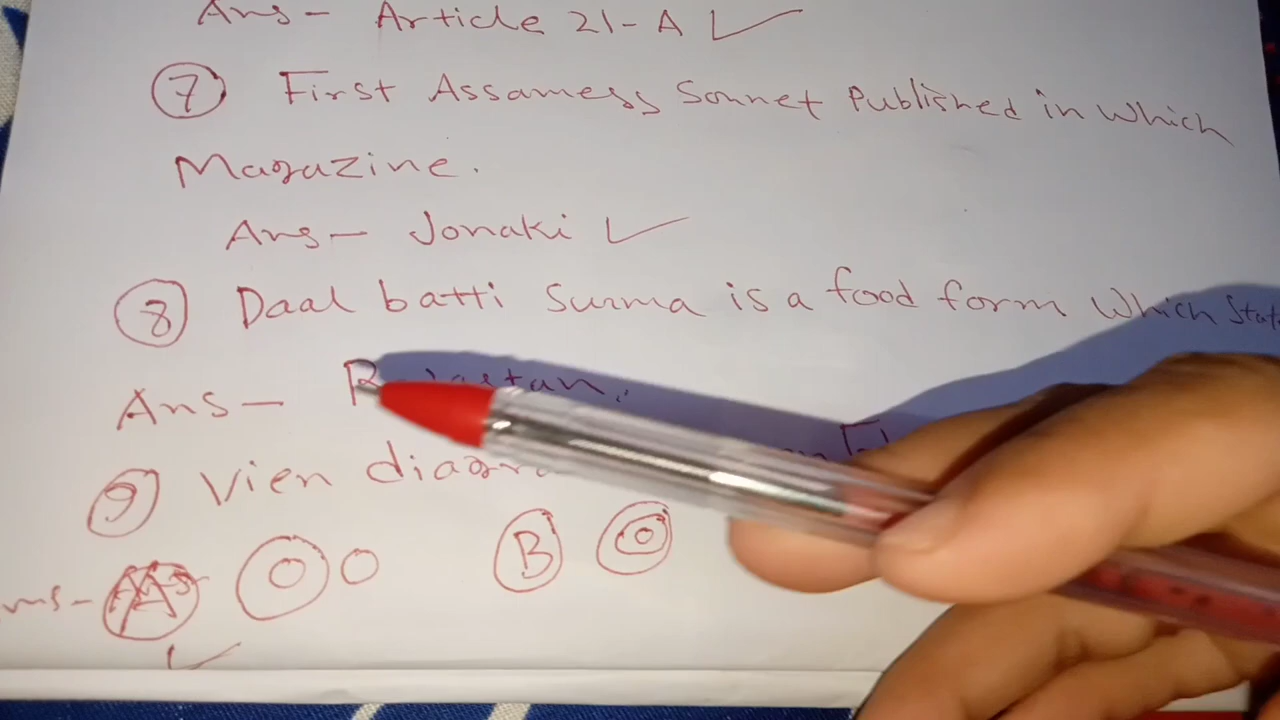 Ans- Article 21-A
7 First Assamess Sonnet Published in which
Magazine.
Ans- Jonaki
8 Daal batti Surma is a food form which
Ans-
9 Vien
A B